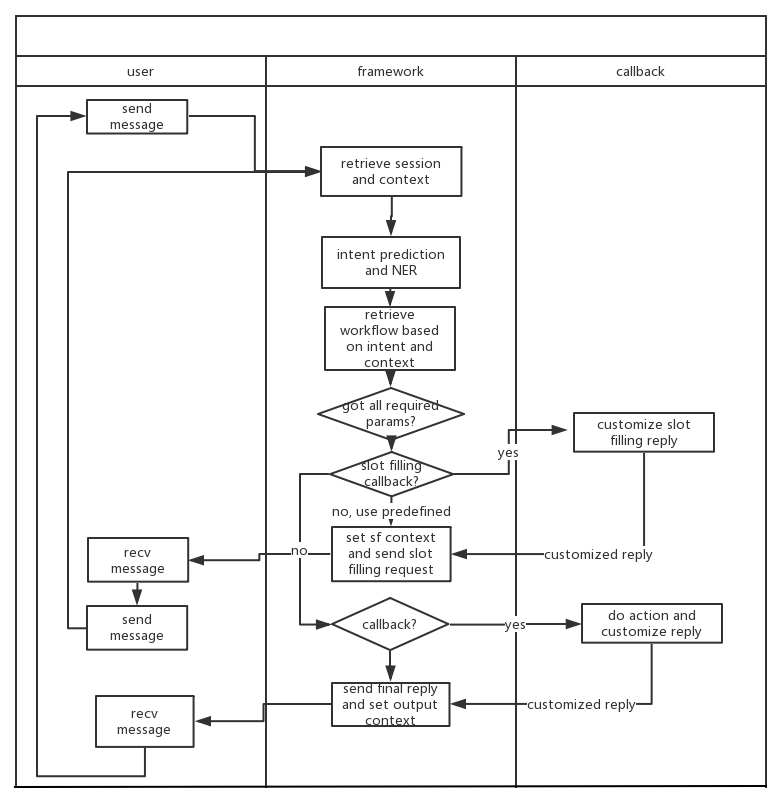 user
framework
callback
send
message
retrieve session
and context
intent prediction
and NER
retrieve
workflow based
on intent and
context
got all required
params?
customize slot
filling reply
yes
slot filling
callback?
no, use predefined
set sf context
and send slot
filling request
no
customized reply
recv
message
send
message
callback?
yes
do action and
customize reply
send final reply
and set output
context
customized reply
recv
message